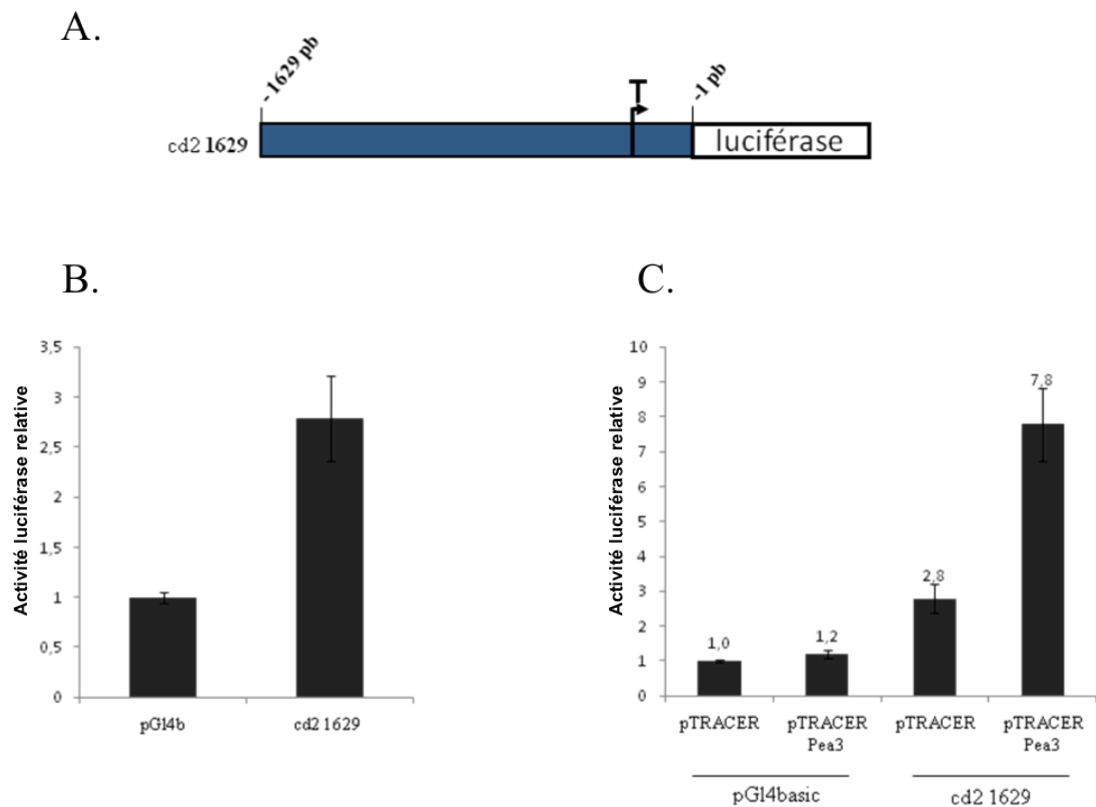 A.
- 1629 pb
T
-1 pb
cd2 1629
luciférase
B.
Activité luciférase relative
3,5
3
2,5
2
1,5
1
0,5
0
pGl4b
cd2 1629
C.
Activité luciférase relative
10
9
8
7
6
5
4
3
2
1
0
1,0
1,2
2,8
7,8
pTRACER
pTRACER
Pea3
pTRACER
pTRACER
Pea3
pGl4basic
cd2 1629